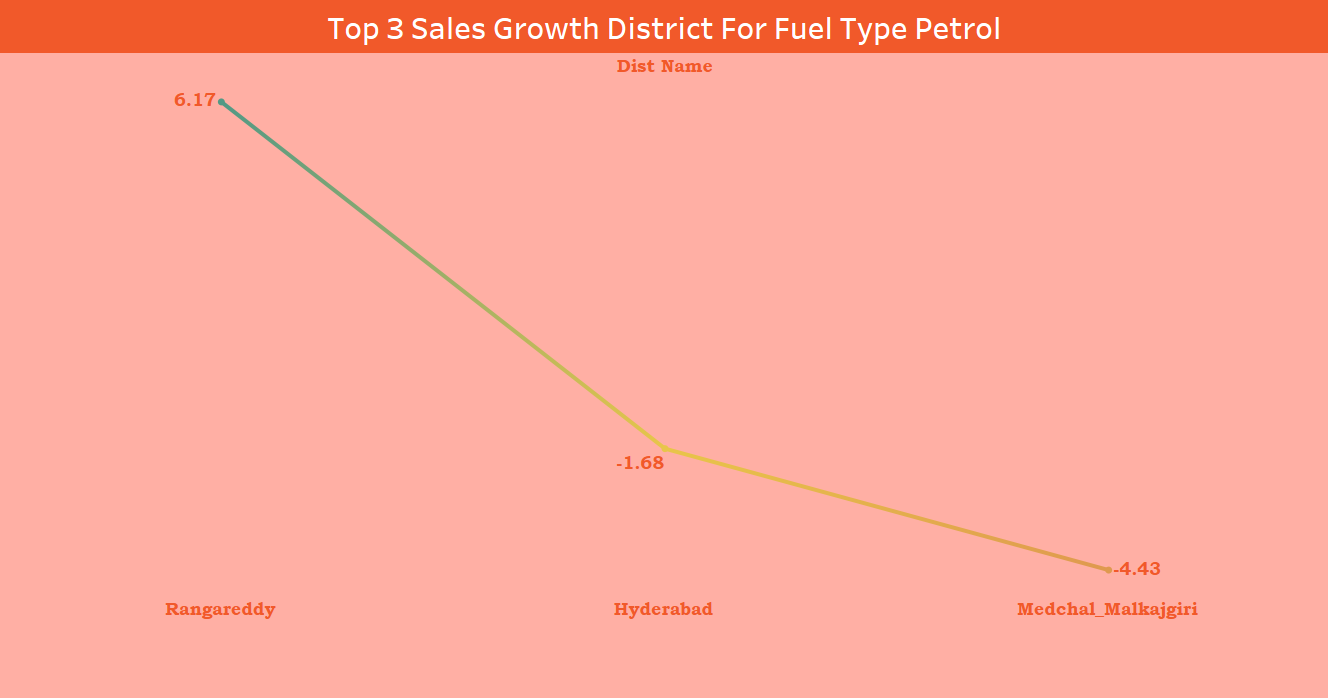 Top 3 Sales Growth District For Fuel Type Petrol
Dist Name
6.17
-1.68
-4.43
Rangareddy Hyderabad Medchal_Malkajgiri